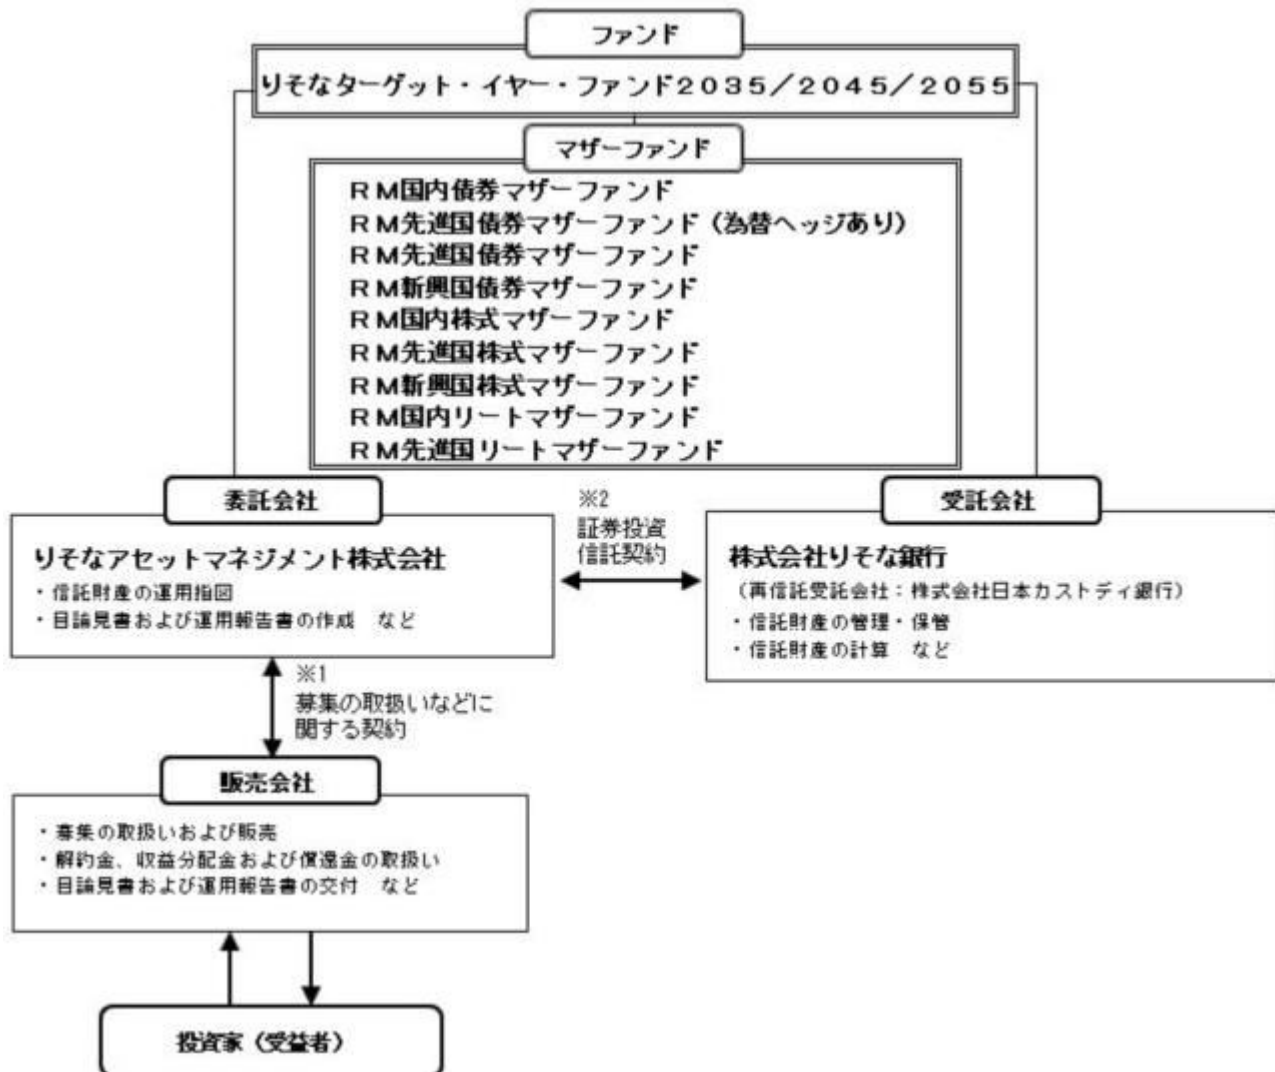 ファンド
りそなターゲット・イヤー・ファンド2035/2045/2055
マザーファンド
RM国内債券マザーファンド
RM先進国債券マザーファンド(為替ヘッジあり)
RM先進国債券マザーファンド
RM新興国債券マザーファンド
RM国内株式マザーファンド
RM先進国株式マザーファンド
RM新興国株式マザーファンド
RM国内リートマザーファンド
RM先進国リートマザーファンド
委託会社
りそなアセットマネジメント株式会社
・信託財産の運用指図
・目論見書および運用報告書の作成 など
※2
証券投資
信託契約
受託会社
株式会社りそな銀行
(再信託受託会社:株式会社日本カストディ銀行)
・信託財産の管理・保管
・信託財産の計算 など
※1
募集の取扱いなどに
関する契約
販売会社
・募集の取扱いおよび販売
・解約金、収益分配金および償還金の取扱い
・目論見書および運用報告書の交付 など
投資家(受益者)